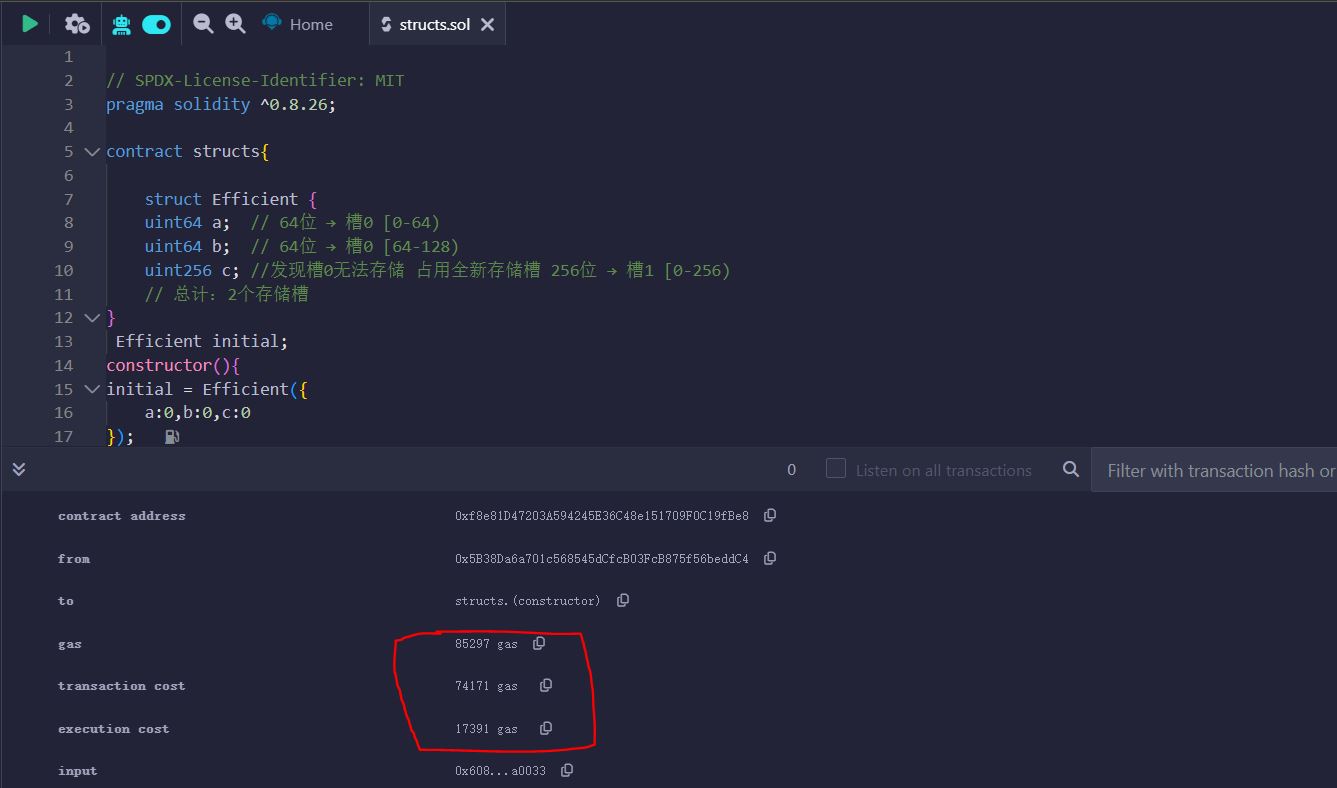 Home
structs.sol
1
2 // SPDX-License-Identifier: MIT
3 pragma solidity ^0.8.26;
4
5 contract structs{
6
7 struct Efficient {
8 uint64 a; // 64位 → 槽0 [0-64)
9 uint64 b; // 64位 → 槽0 [64-128)
10 uint256 c; //发现槽0无法存储 占用全新存储槽 256位 → 槽1 [0-256)
11 // 总计: 2个存储槽
12 }
13 Efficient initial;
14 constructor(){
15 initial = Efficient({
16 a:0,b:0,c:0
17 });
0 Listen on all transactions Filter with transaction hash or
contract address 0xf8e81D47203A594245E36C48e151709F0C19fBe8
from 0x5B38Da6a701c568545dCfcB03FcB875f56beddC4
to structs.(constructor)
gas 85297 gas
transaction cost 74171 gas
execution cost 17391 gas
input 0x608...a0033